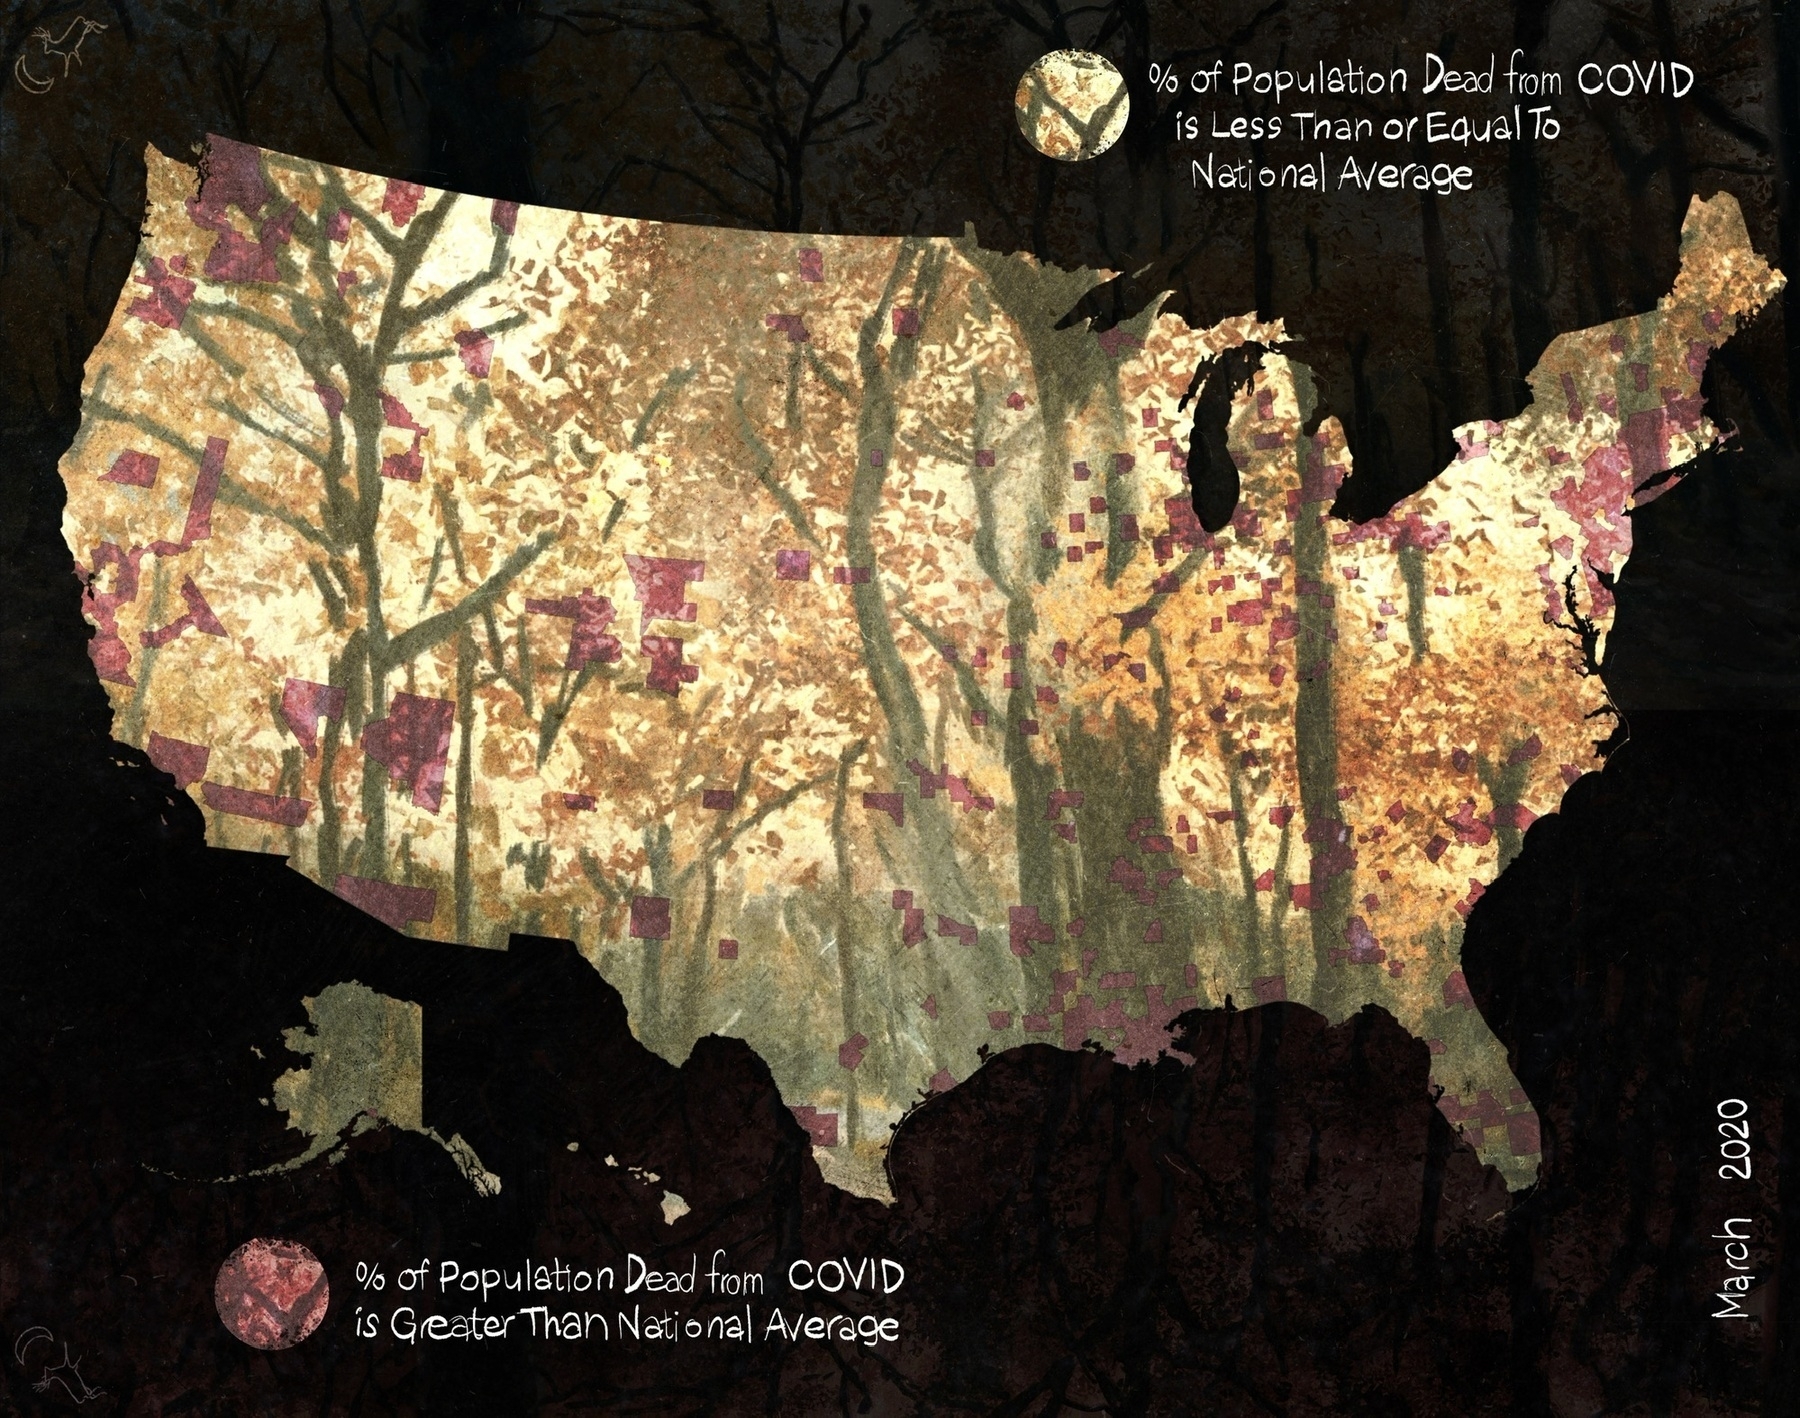 % of Population Dead from COVID
is Less Than or Equal To
National Average
March 2020
% of Population Dead from COVID
is Greater Than National Average